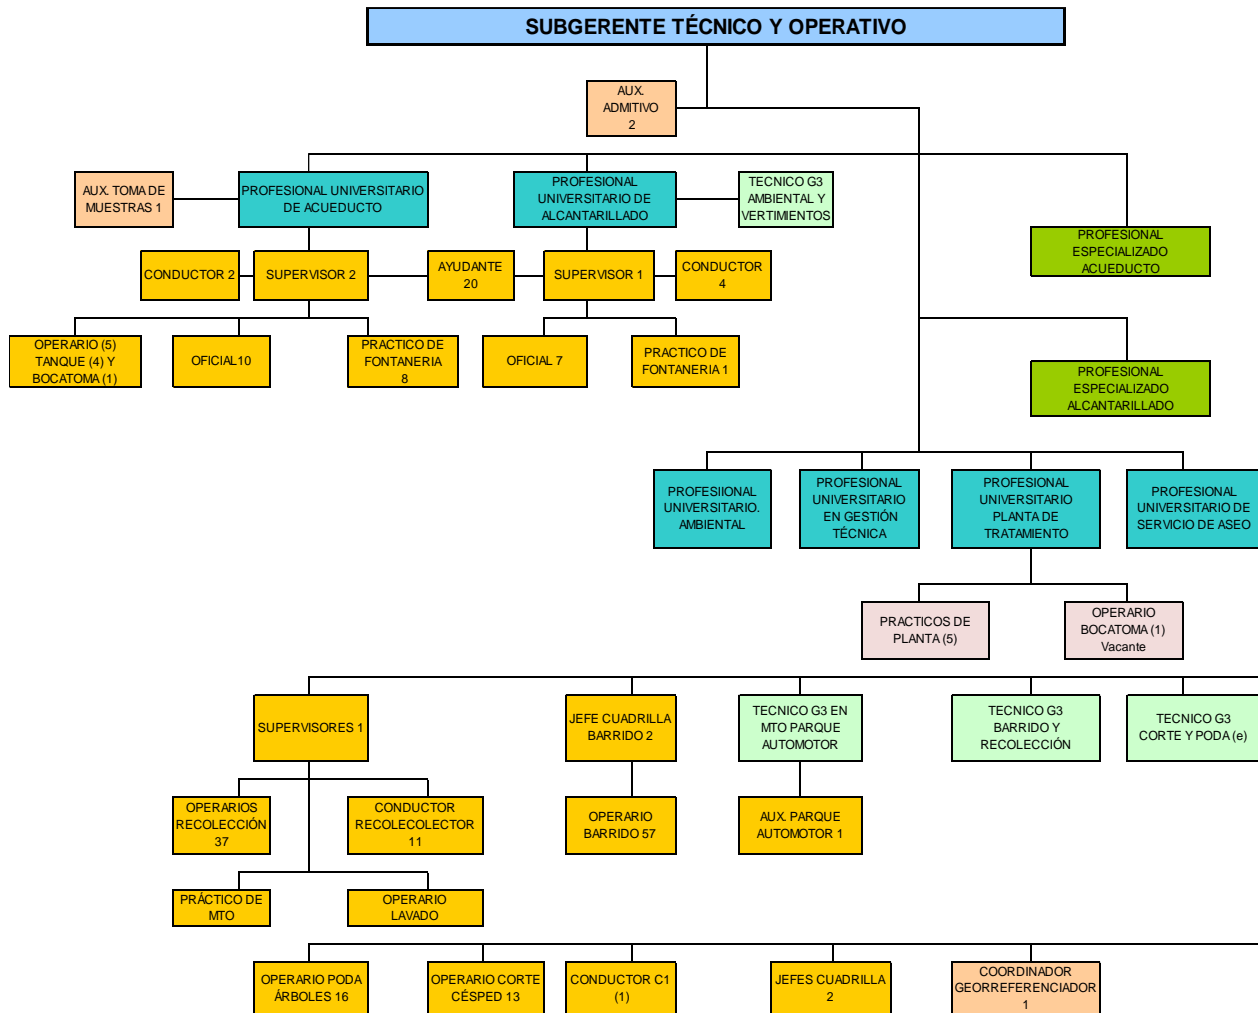 SUBGERENTE TÉCNICO Y OPERATIVO
AUX.
ADMITIVO
2
AUX. TOMA DE
MUESTRAS 1
PROFESIONAL UNIVERSITARIO
DE ACUEDUCTO
PROFESIONAL
UNIVERSITARIO DE
ALCANTARILLADO
TECNICO G3
AMBIENTAL Y
VERTIMIENTOS
PROFESIONAL
ESPECIALIZADO
ACUEDUCTO
CONDUCTOR 2
SUPERVISOR 2
AYUDANTE
20
SUPERVISOR 1
CONDUCTOR
4
OPERARIO (5)
TANQUE (4) Y
BOCATOMA (1)
OFICIAL10
PRACTICO DE
FONTANERIA
8
OFICIAL 7
PRACTICO DE
FONTANERIA 1
PROFESIONAL
ESPECIALIZADO
ALCANTARILLADO
PROFESIIONAL
UNIVERSITARIO.
AMBIENTAL
PROFESIONAL
UNIVERSITARIO
EN GESTIÓN
TÉCNICA
PROFESIONAL
UNIVERSITARIO
PLANTA DE
TRATAMIENTO
PROFESIONAL
UNIVERSITARIO DE
SERVICIO DE ASEO
PRACTICOS DE
PLANTA (5)
OPERARIO
BOCATOMA (1)
Vacante
SUPERVISORES 1
JEFE CUADRILLA
BARRIDO 2
TECNICO G3 EN
MTO PARQUE
AUTOMOTOR
TECNICO G3
BARRIDO Y
RECOLECCIÓN
TECNICO G3
CORTE Y PODA (e)
OPERARIOS
RECOLECCIÓN
37
CONDUCTOR
RECOLECOLECTOR
11
OPERARIO
BARRIDO 57
AUX. PARQUE
AUTOMOTOR 1
PRÁCTICO DE
MTO
OPERARIO
LAVADO
OPERARIO PODA
ÁRBOLES 16
OPERARIO CORTE
CÉSPED 13
CONDUCTOR C1
(1)
JEFES CUADRILLA
2
COORDINADOR
GEORREFERENCIADOR
1